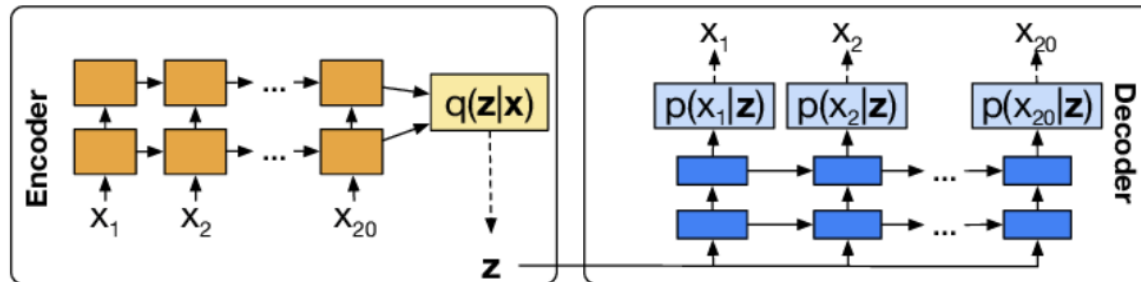 Encoder
x₁
x₂
x₂₀
...
...
q(z|x)
z
x₁
x₂
x₂₀
p(x₁|z)
p(x₂|z)
p(x₂₀|z)
...
...
Decoder